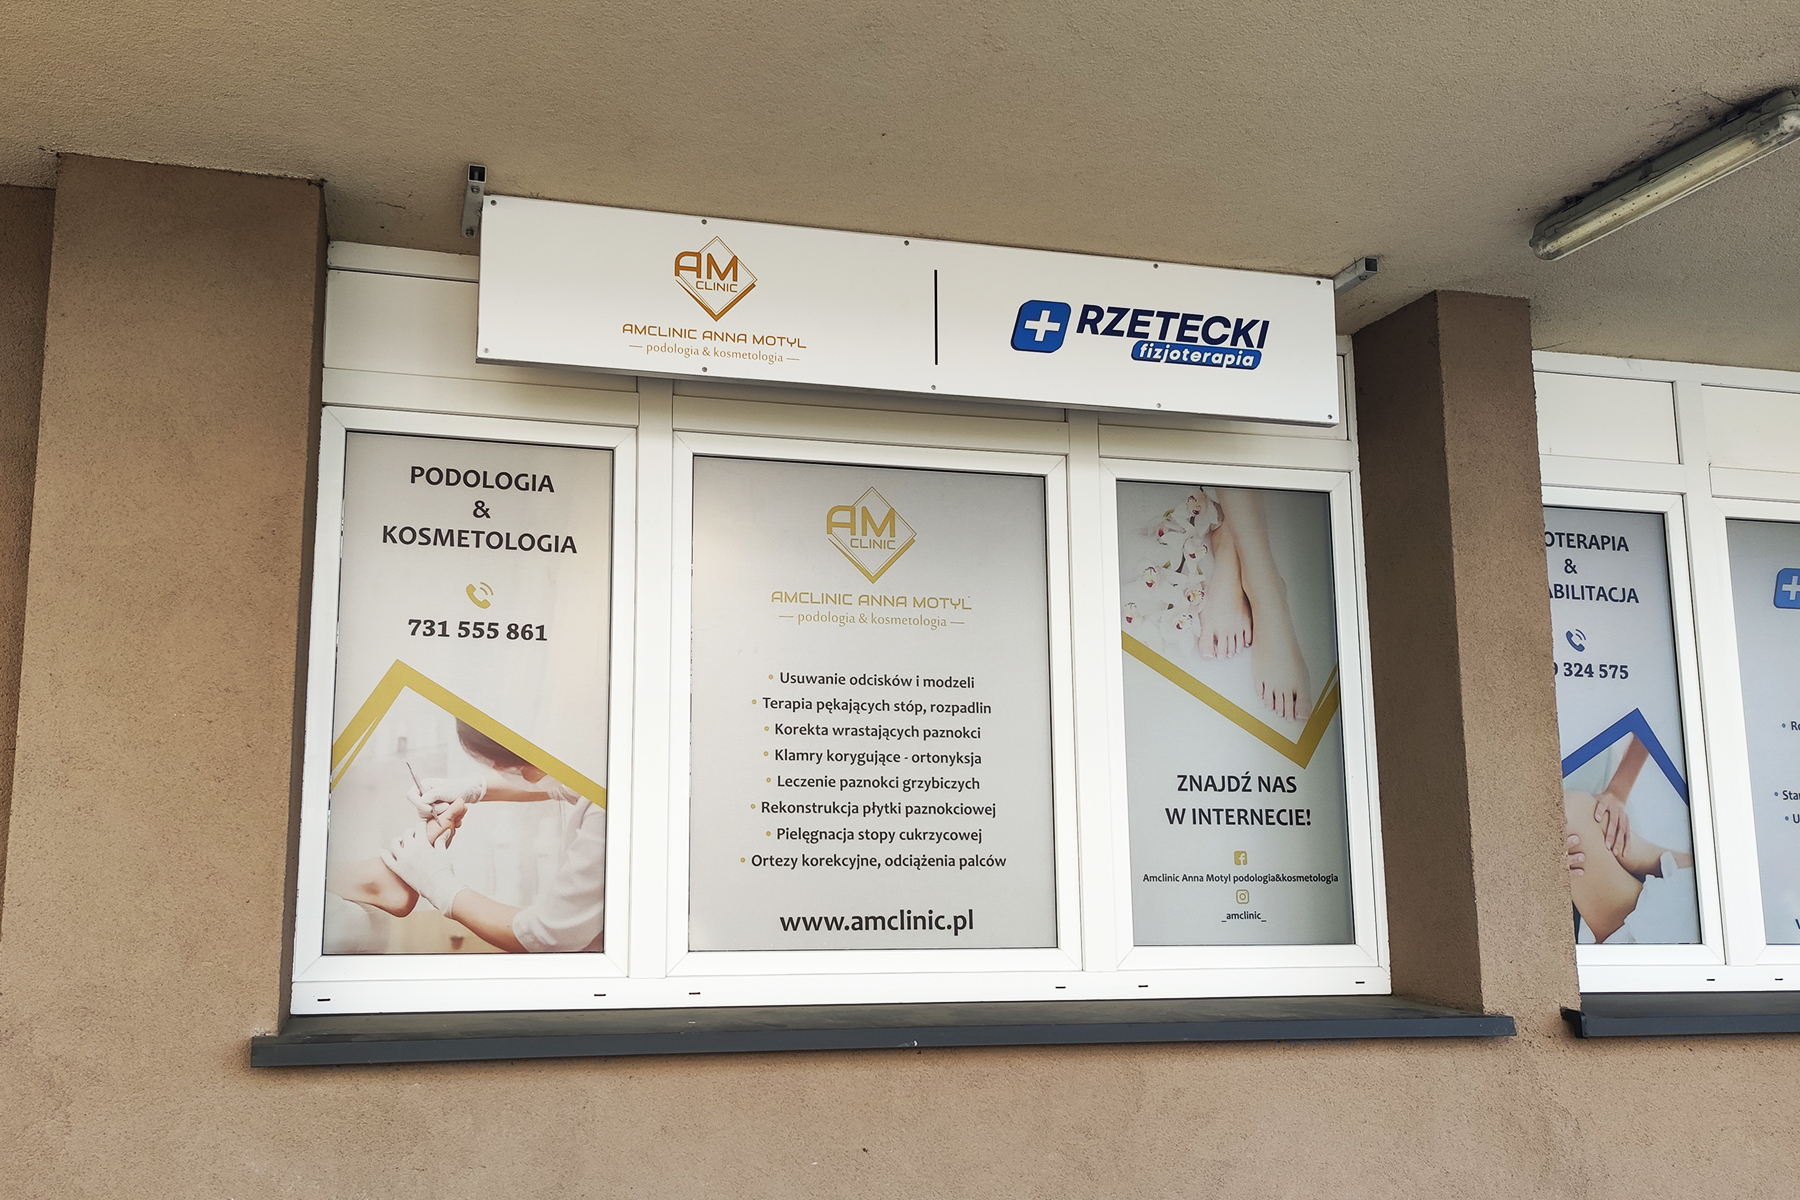 AM
CLINIC
AMCLINIC ANNA MOTYL
— podologia & kosmetologia —
RZETECKI
fizjoterapia
PODOLOGIA
&
KOSMETOLOGIA
731 555 861
AM
CLINIC
AMCLINIC ANNA MOTYL
— podologia & kosmetologia —
• Usuwanie odcisków i modzeli
• Terapia pękających stóp, rozpadlin
• Korekta wrastających paznokci
• Klamry korygujące - ortonyksja
• Leczenie paznokci grzybiczych
• Rekonstrukcja płytki paznokciowej
• Pielęgnacja stopy cukrzycowej
• Ortezy korekcyjne, odciążenia palców
www.amclinic.pl
ZNAJDŹ NAS
W INTERNECIE!
Amclinic Anna Motyl podologia&kosmetologia
_amclinic_
OTERAPIA
&
ABILITACJA
324 575